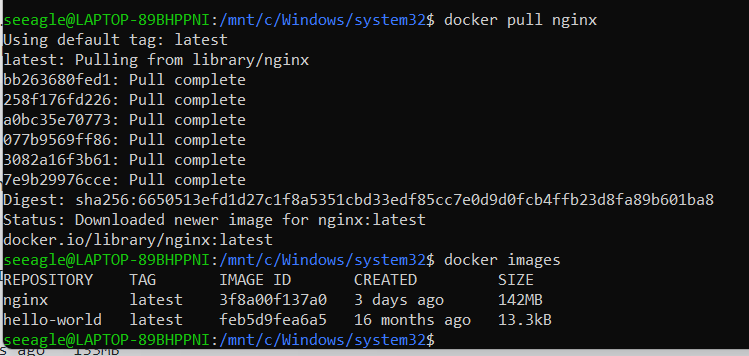 seeagle@LAPTOP-89BHPPNI:/mnt/c/Windows/system32$ docker pull nginx
Using default tag: latest
latest: Pulling from library/nginx
bb263680fed1: Pull complete
258f176fd226: Pull complete
a0bc35e70773: Pull complete
077b9569ff86: Pull complete
3082a16f3b61: Pull complete
7e9b29976cce: Pull complete
Digest: sha256:6650513efd1d27c1f8a5351cbd33edf85cc7e0d9d0fcb4ffb23d8fa89b601ba8
Status: Downloaded newer image for nginx:latest
docker.io/library/nginx:latest
seeagle@LAPTOP-89BHPPNI:/mnt/c/Windows/system32$ docker images
REPOSITORY TAG IMAGE ID CREATED SIZE
nginx latest 3f8a00f137a0 3 days ago 142MB
hello-world latest feb5d9fea6a5 16 months ago 13.3kB
seeagle@LAPTOP-89BHPPNI:/mnt/c/Windows/system32$